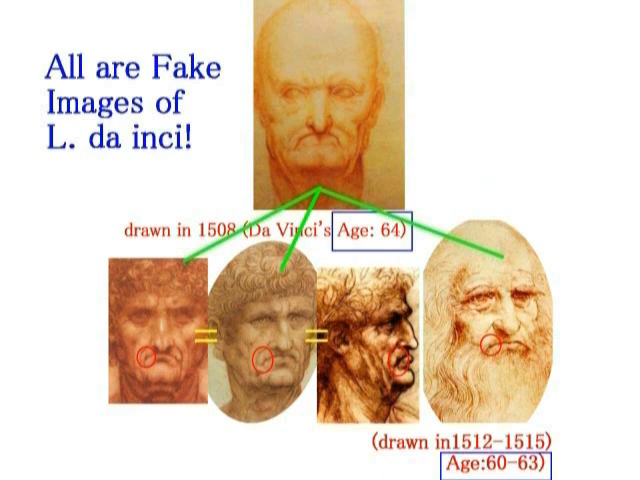 All are Fake
Images of
L. da inci!
drawn in 1508 (Da Vinci's Age: 64)
(drawn in1512-1515)
Age:60-63)